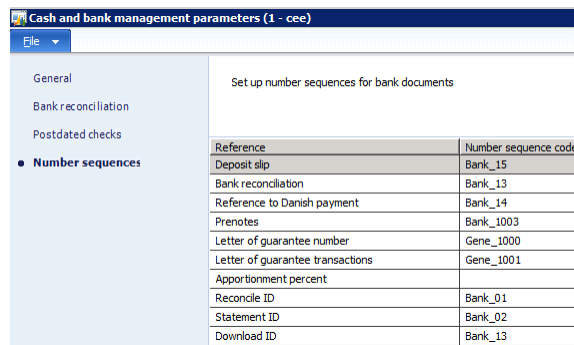 Cash and bank management parameters (1 - cee)
File
General
Bank reconciliation
Postdated checks
Number sequences
Set up number sequences for bank documents
Reference Number sequence code
Deposit slip Bank_15
Bank reconciliation Bank_13
Reference to Danish payment Bank_14
Prenotes Bank_1003
Letter of guarantee number Gene_1000
Letter of guarantee transactions Gene_1001
Apportionment percent
Reconcile ID Bank_01
Statement ID Bank_02
Download ID Bank_13